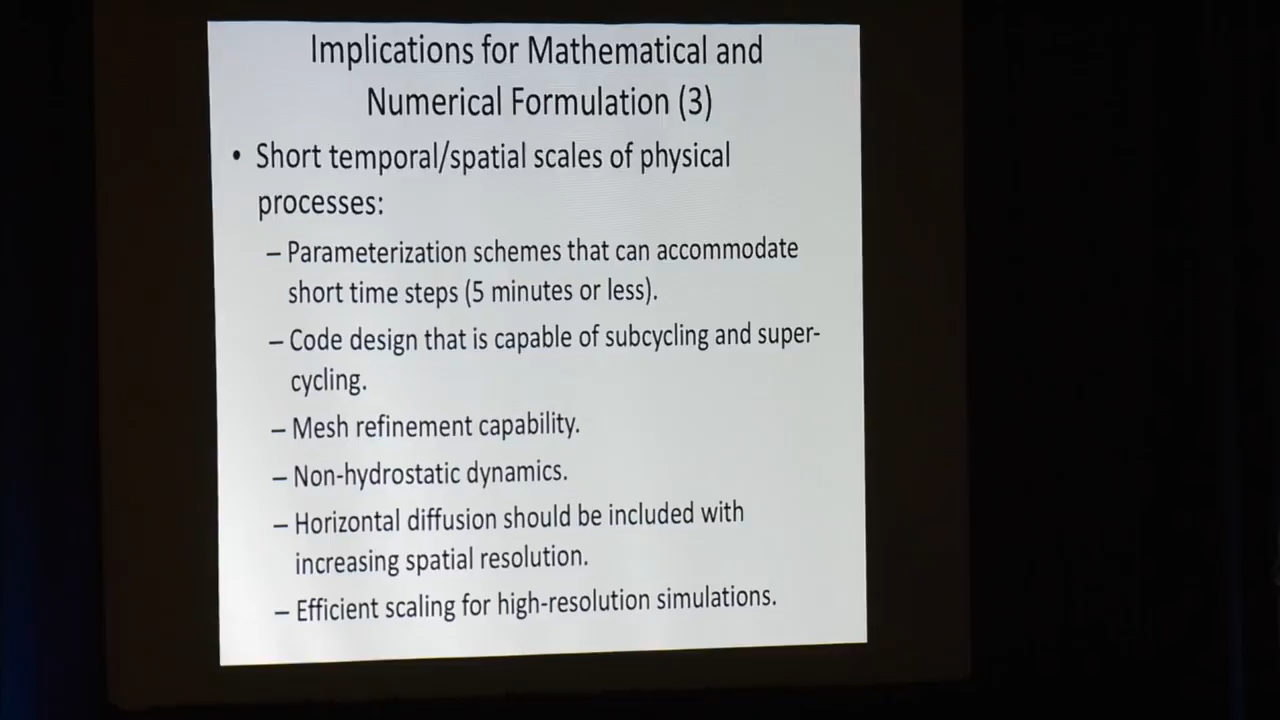 Implications for Mathematical and
Numerical Formulation (3)
• Short temporal/spatial scales of physical
processes:
– Parameterization schemes that can accommodate
short time steps (5 minutes or less).
– Code design that is capable of subcycling and super-
cycling.
– Mesh refinement capability.
– Non-hydrostatic dynamics.
– Horizontal diffusion should be included with
increasing spatial resolution.
– Efficient scaling for high-resolution simulations.